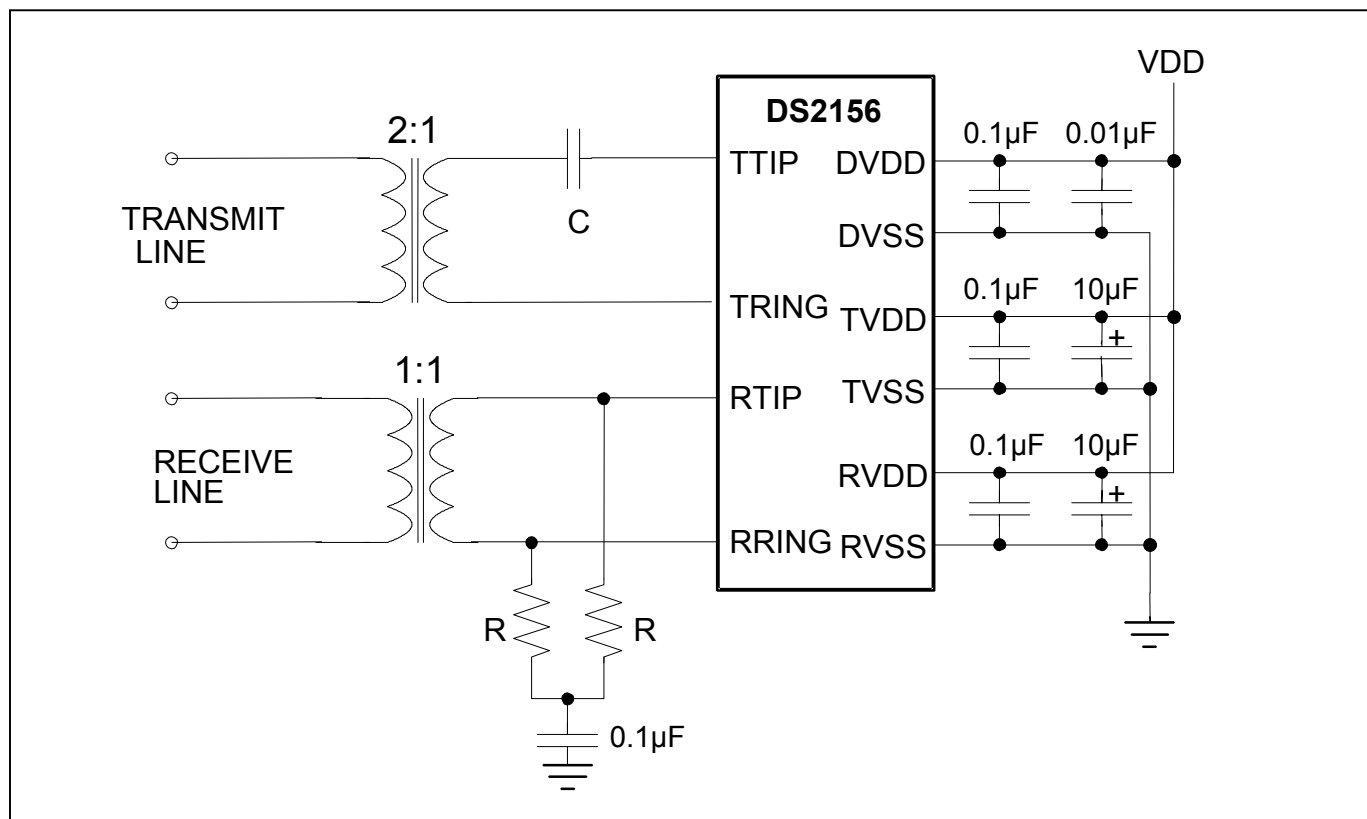 VDD
DS2156
2:1
0.1µF
0.01µF
TTIP
DVDD
TRANSMIT
LINE
C
DVSS
TRING
TVDD
0.1µF
10µF
+
1:1
RTIP
TVSS
RECEIVE
LINE
RVDD
0.1µF
10µF
+
RRING
RVSS
R
R
0.1µF